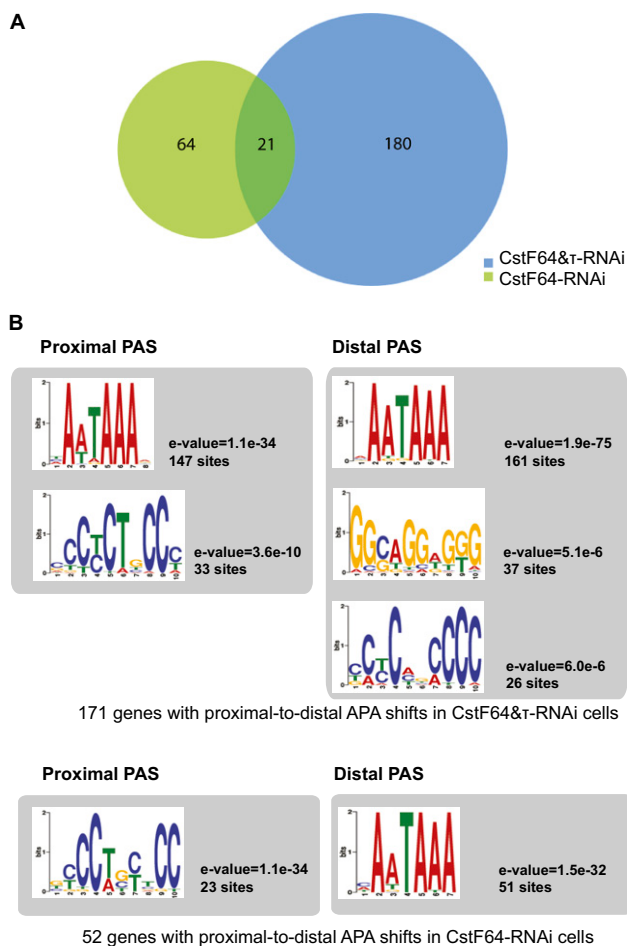 A
64
21
180
CstF64&τ-RNAi
CstF64-RNAi
B
Proximal PAS
Distal PAS
e-value=1.1e-34
147 sites
e-value=1.9e-75
161 sites
e-value=3.6e-10
33 sites
e-value=5.1e-6
37 sites
e-value=6.0e-6
26 sites
171 genes with proximal-to-distal APA shifts in CstF64&τ-RNAi cells
Proximal PAS
Distal PAS
e-value=1.1e-34
23 sites
e-value=1.5e-32
51 sites
52 genes with proximal-to-distal APA shifts in CstF64-RNAi cells